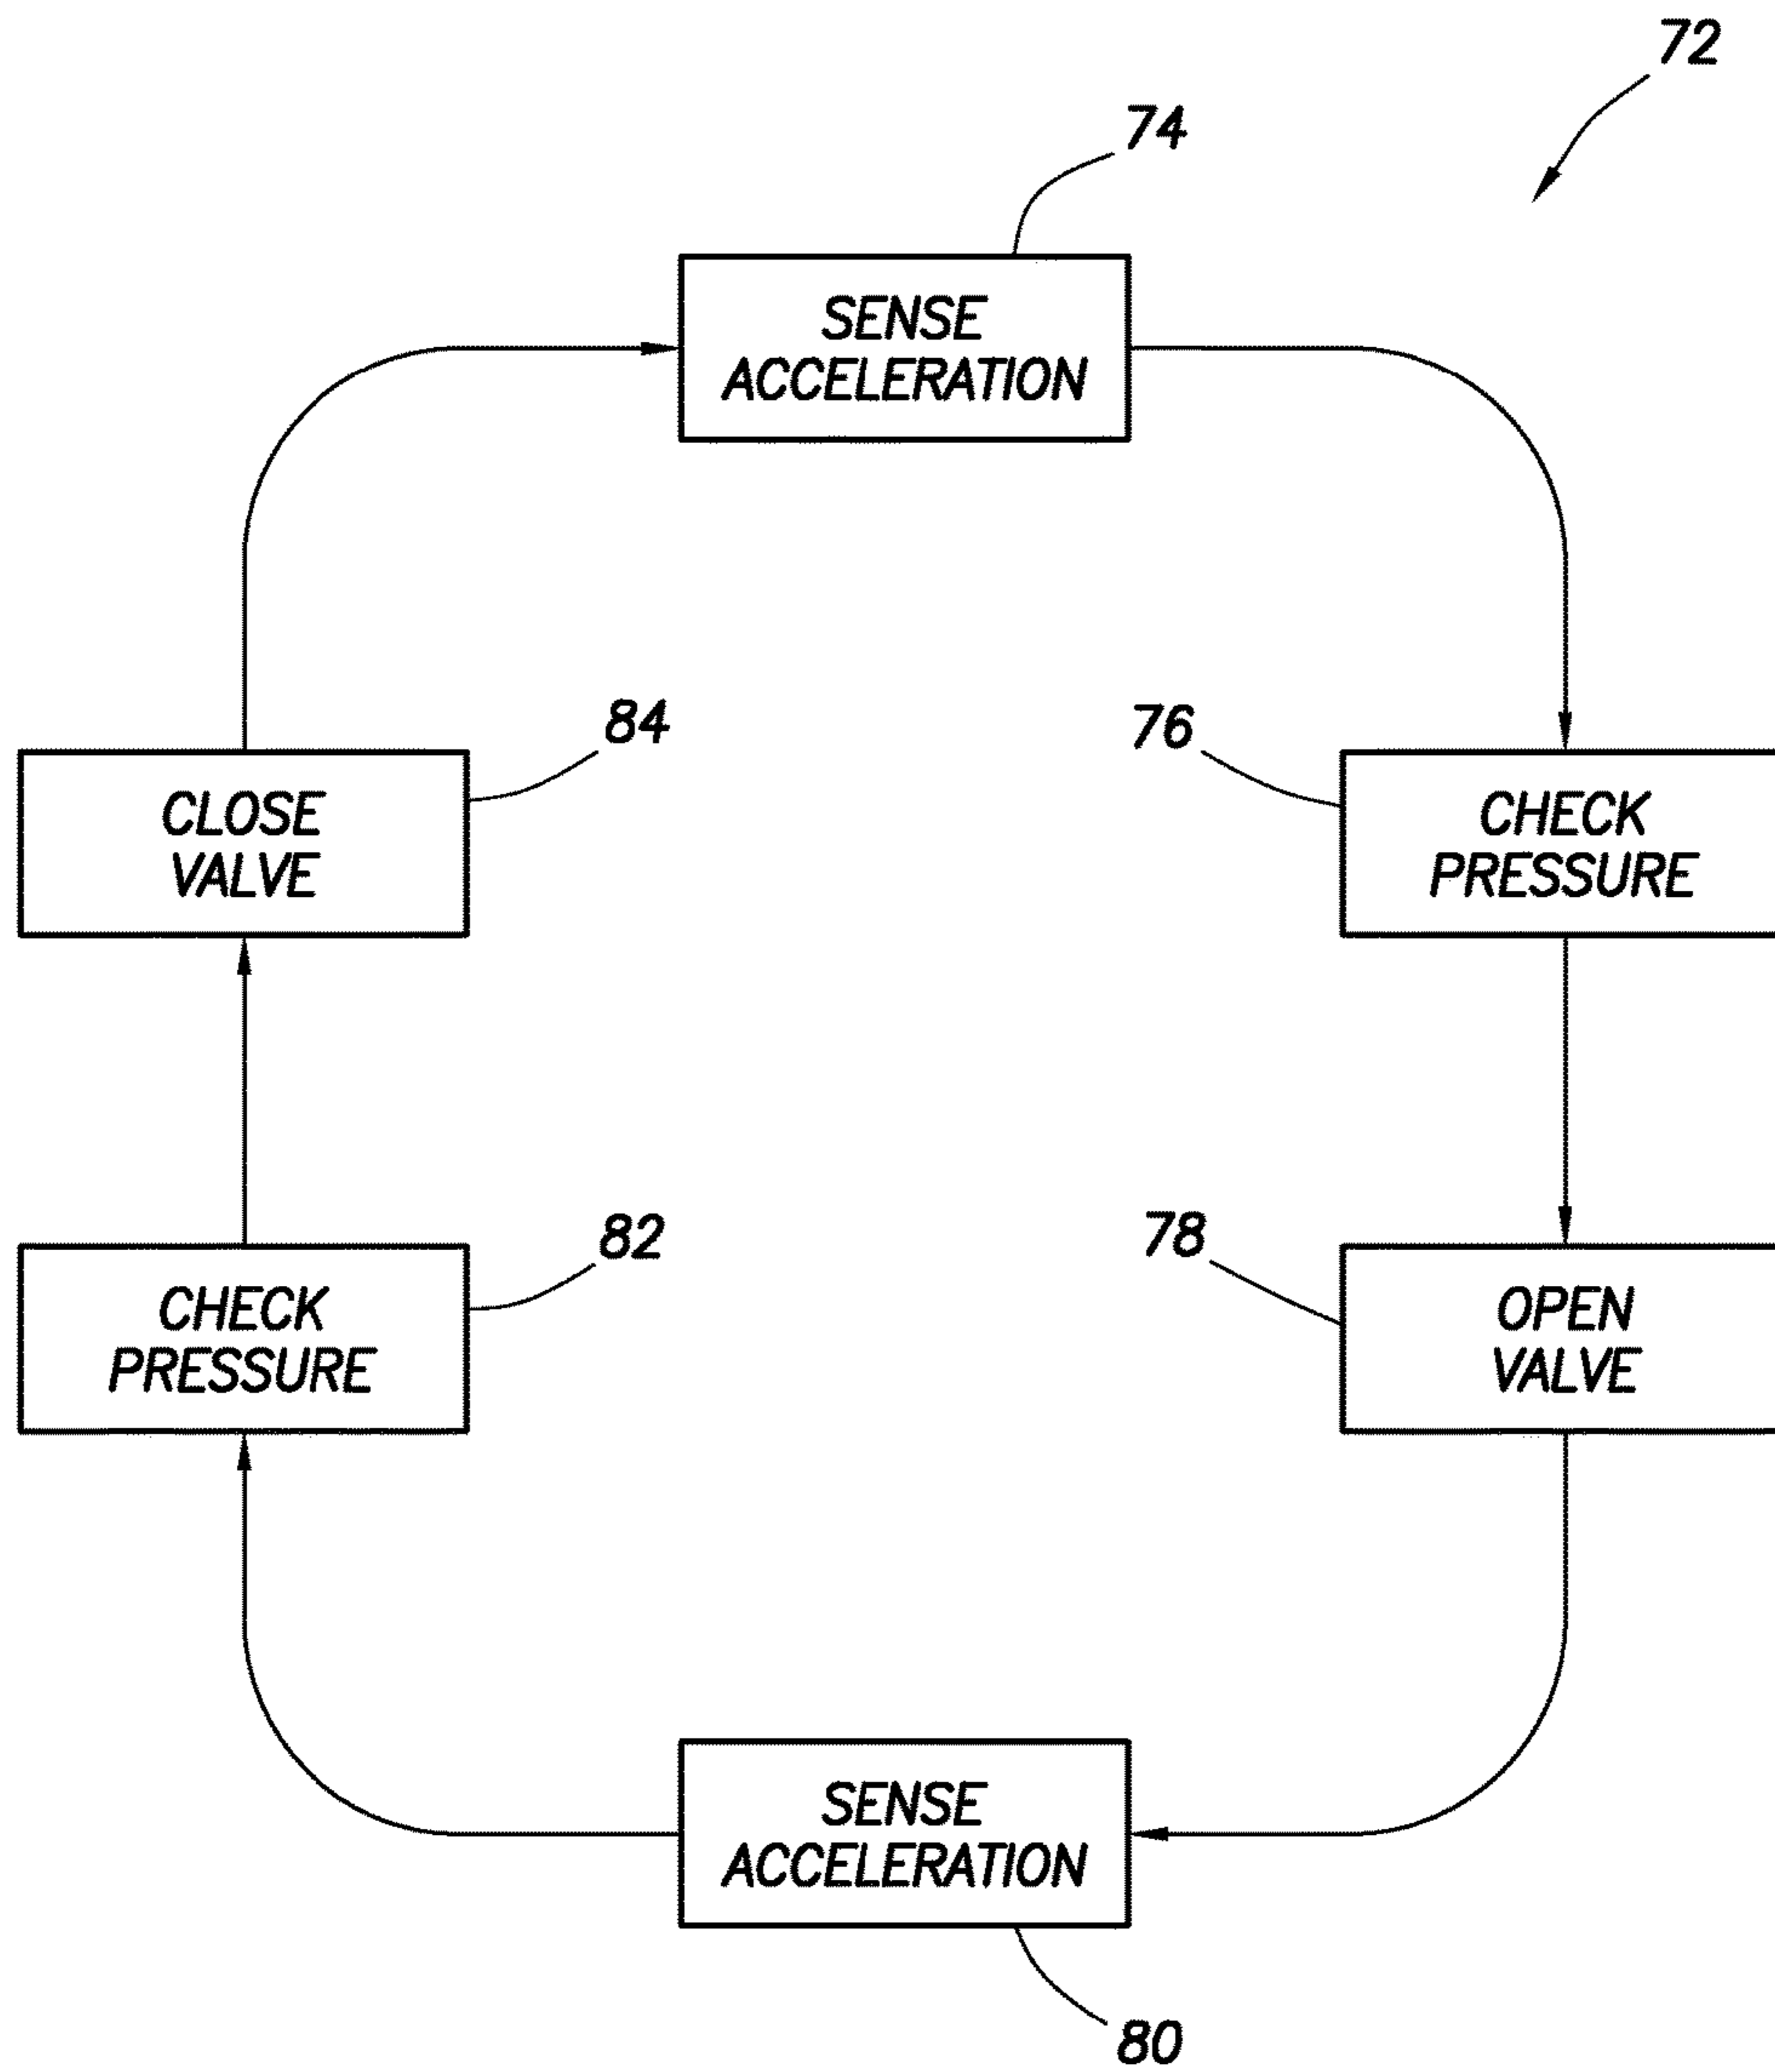 72
74
SENSE
ACCELERATION
84
76
CLOSE
VALVE
CHECK
PRESSURE
82
78
CHECK
PRESSURE
OPEN
VALVE
SENSE
ACCELERATION
80